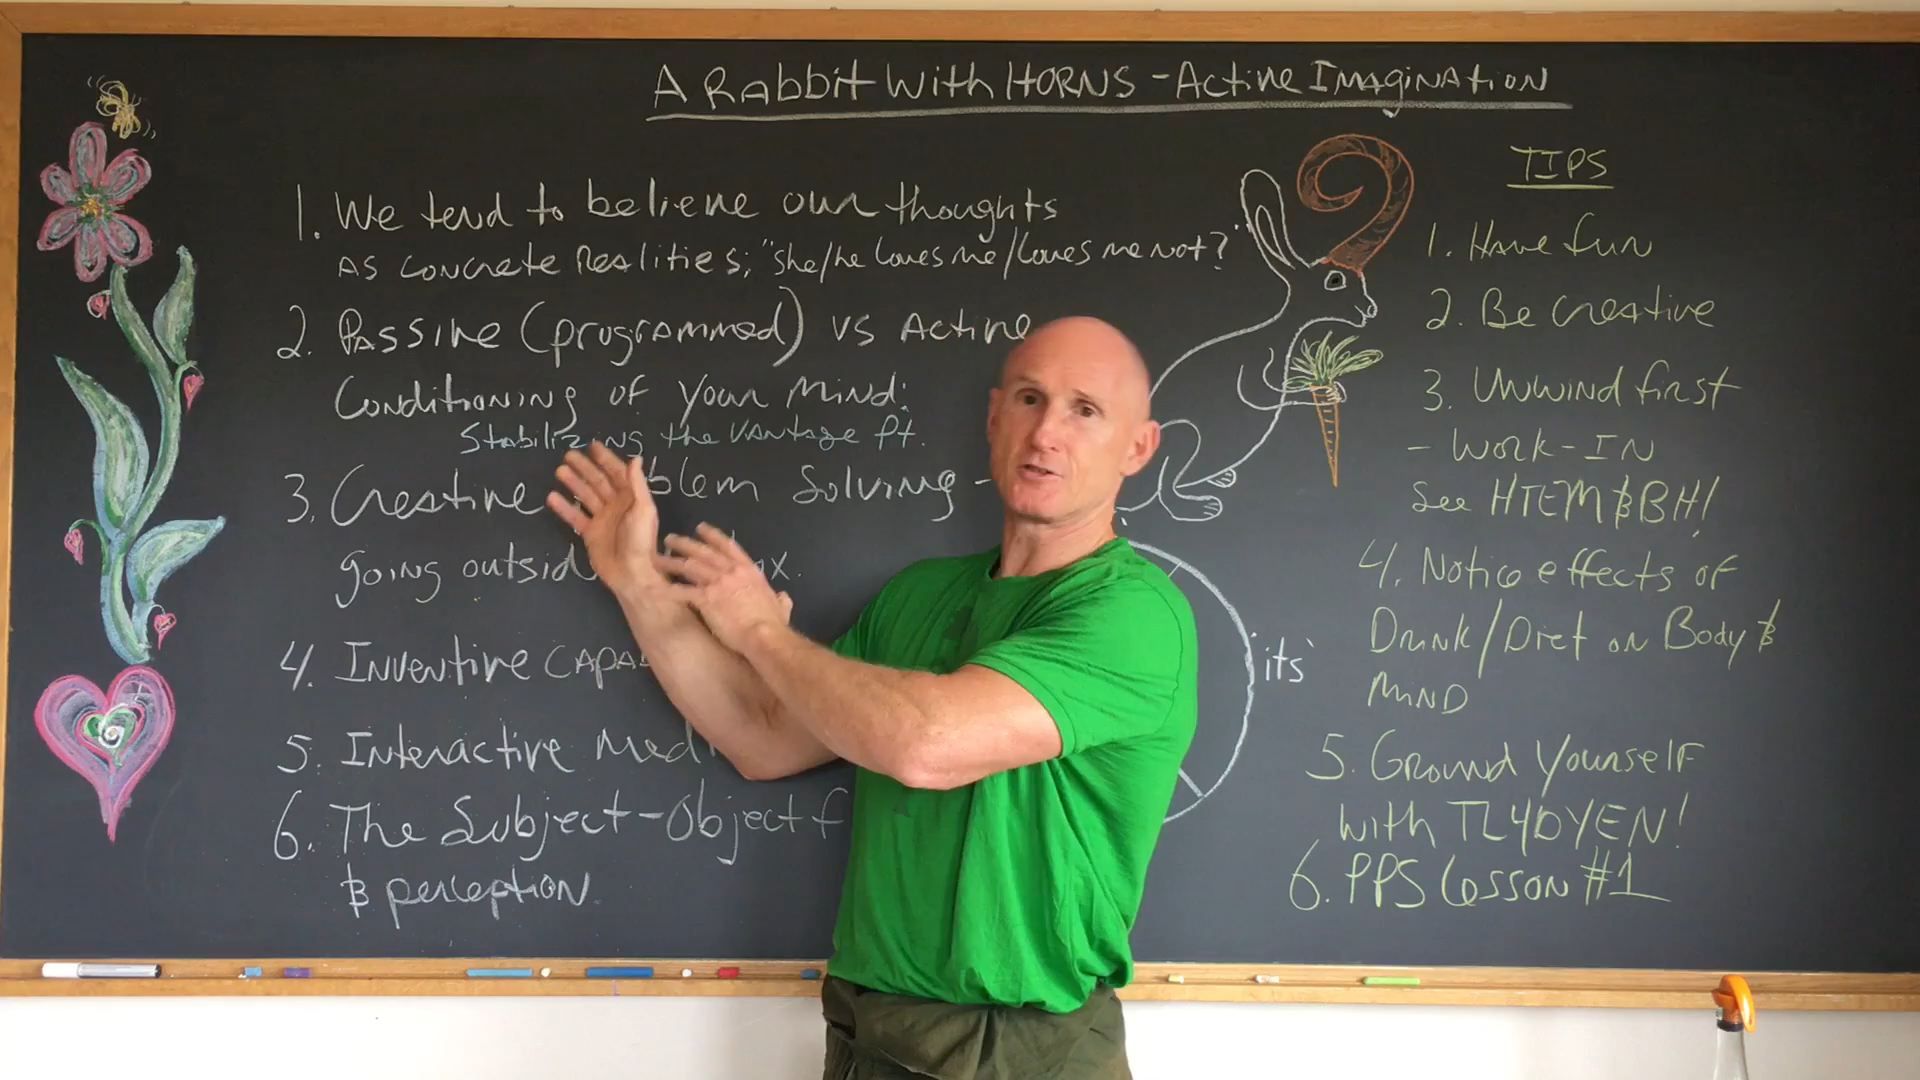 A Rabbit With HORNS - Active IMAGINATION
1. We tend to believe our thoughts
AS CONCRETE REALITIES; "She/he Loves me/Loves me not?"
2. PASSIVE (programmed) VS ACTIVE
Conditioning of your Mind:
Stabilizing the Vantage Pt.
3. Creative Solving -
going
4. INVENTIVE
5. Interactive
6. The Subject-Object
& perception
its
TIPS
1. Have fun
2. Be Creative
3. Unwind first
- Work-IN
See HTEM&BH!
4. Notice effects of
Drink/Diet on Body &
MIND
5. Ground Yourself
with TL4DYEN!
6. PPS Lesson #1